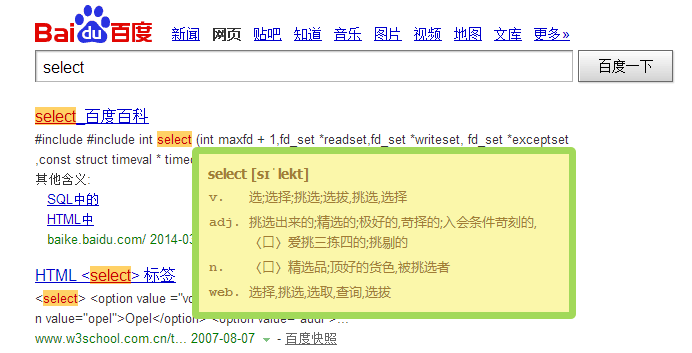 Bai du 百度 新闻 网页 贴吧 知道 音乐 图片 视频 地图 文库 更多»
select 百度一下
select_百度百科
#include #include int select (int maxfd + 1,fd_set *readset,fd_set *writeset, fd_set *exceptset
,const struct timeval *
其他含义:
SQL中的
HTML中
baike.baidu.com/ 2014-03
select [sɪˈlekt]
v. 选;选择;挑选;选拔,挑选,选择
adj. 挑选出来的;精选的;极好的,苛择的;入会条件苛刻的,
〈口〉爱挑三拣四的;挑剔的
n. 〈口〉精选品;顶好的货色,被挑选者
web. 选择,挑选,选取,查询,选拔
HTML <select> 标签
<select> <option value ="vo
n value="opel">Opel</option> <option value="audi">...
www.w3school.com.cn/t... 2007-08-07 - 百度快照